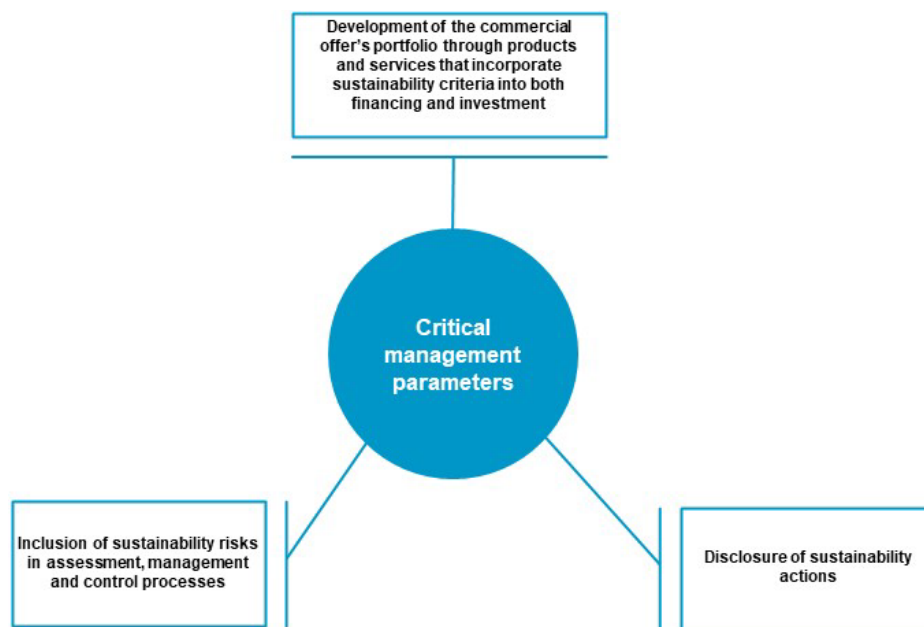 Development of the commercial
offer's portfolio through products
and services that incorporate
sustainability criteria into both
financing and investment
Critical
management
parameters
Inclusion of sustainability risks
in assessment, management
and control processes
Disclosure of sustainability
actions